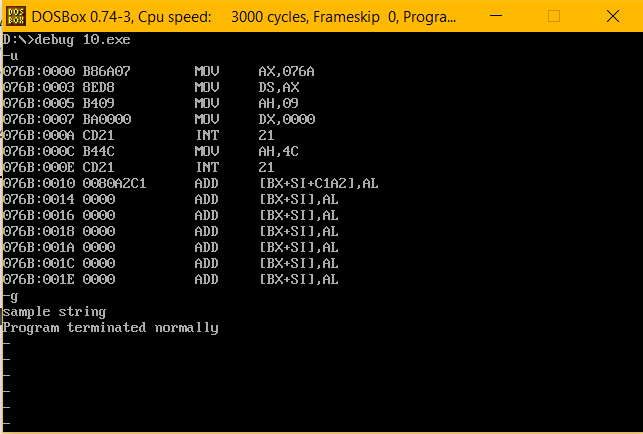 DOS BOX DOSBox 0.74-3, Cpu speed: 3000 cycles, Frameskip 0, Progra...
D:\>debug 10.exe
-u
076B:0000 B86A07 MOV AX,076A
076B:0003 8ED8 MOV DS,AX
076B:0005 B409 MOV AH,09
076B:0007 BA0000 MOV DX,0000
076B:000A CD21 INT 21
076B:000C B44C MOV AH,4C
076B:000E CD21 INT 21
076B:0010 0080A2C1 ADD [BX+SI+C1A2],AL
076B:0014 0000 ADD [BX+SI],AL
076B:0016 0000 ADD [BX+SI],AL
076B:0018 0000 ADD [BX+SI],AL
076B:001A 0000 ADD [BX+SI],AL
076B:001C 0000 ADD [BX+SI],AL
076B:001E 0000 ADD [BX+SI],AL
-g
sample string
Program terminated normally
-
-
-
-
-
-